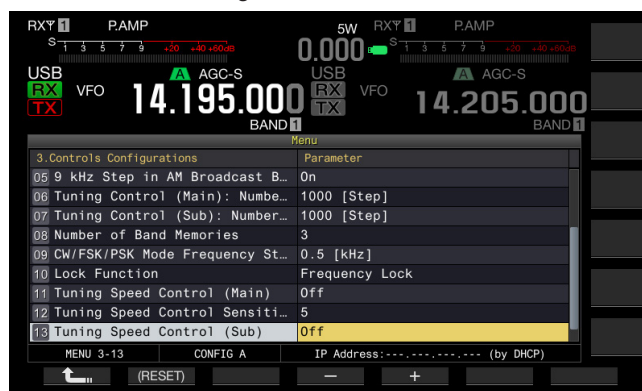 RX 1 P.AMP 5W RX 1 P.AMP
S 1 3 5 7 9 +20 +40 +60dB 0.000 S 1 3 5 7 9 +20 +40 +60dB
USB A AGC-S USB A AGC-S
RX VFO 14.195.000 RX VFO 14.205.000
TX TX
BAND 1 BAND 1
Menu
3.Controls Configurations Parameter
05 9 kHz Step in AM Broadcast B... On
06 Tuning Control (Main): Numbe... 1000 [Step]
07 Tuning Control (Sub): Number... 1000 [Step]
08 Number of Band Memories 3
09 CW/FSK/PSK Mode Frequency St... 0.5 [kHz]
10 Lock Function Frequency Lock
11 Tuning Speed Control (Main) Off
12 Tuning Speed Control Sensiti... 5
13 Tuning Speed Control (Sub) Off
MENU 3-13 CONFIG A IP Address:---.---.---.--- (by DHCP)
(RESET) − +